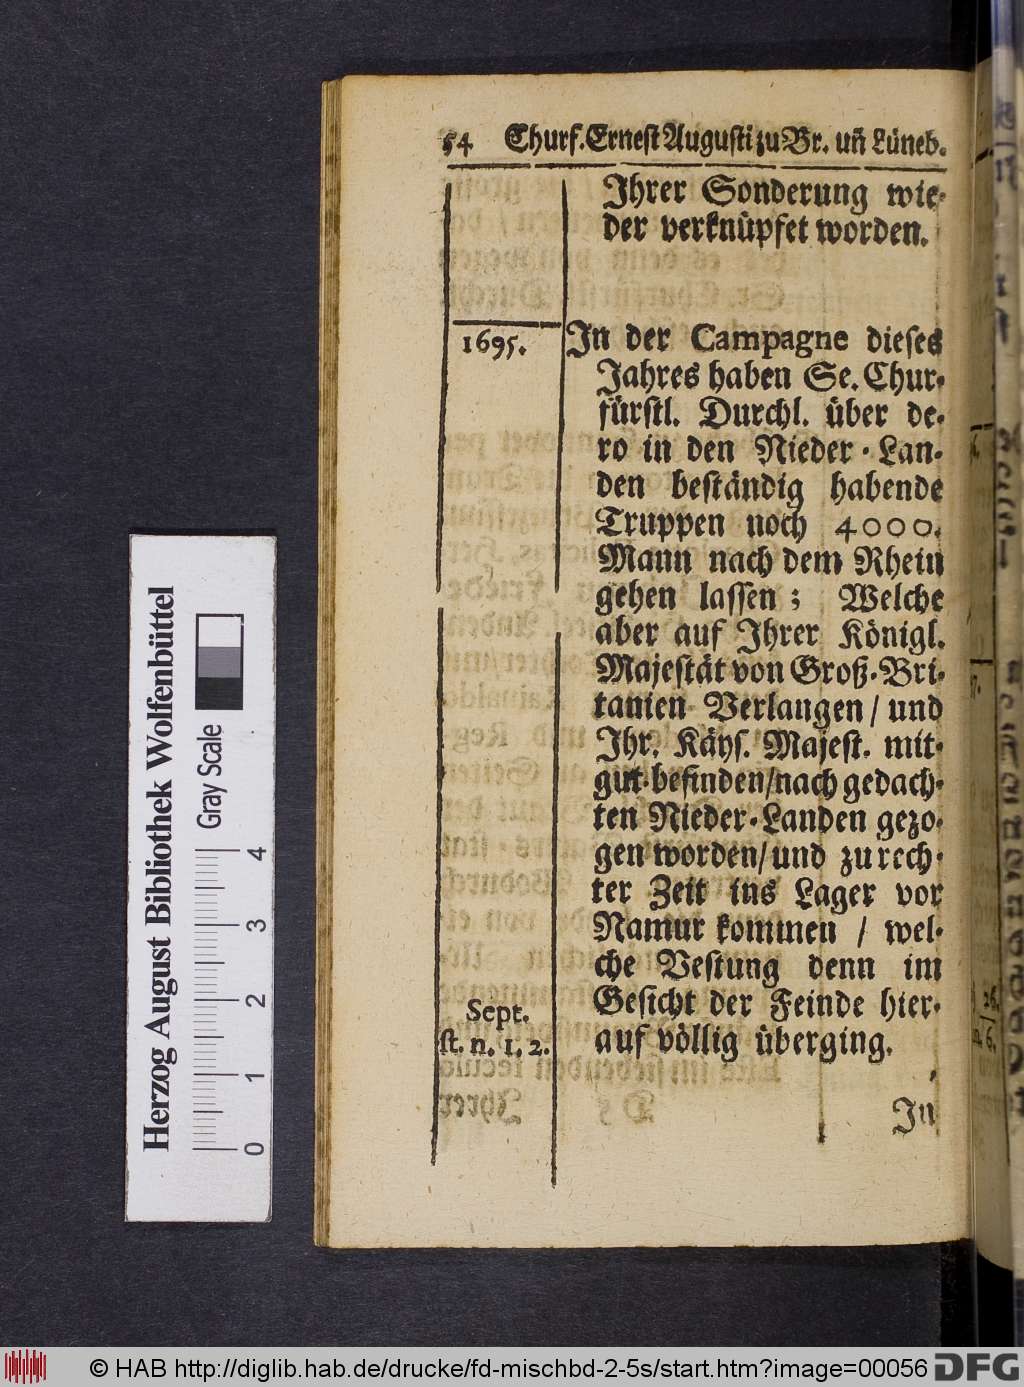 54 Churf. Ernest Augusti zu Br. uñ Lüneb.
Ihrer Sonderung wie-
der verknüpfet worden.
1695. In der Campagne dieses
Jahres haben Se. Chur-
fürstl. Durchl. über de-
ro in den Nieder-Lan-
den beständig habende
Truppen noch 4000.
Mann nach dem Rhein
gehen lassen; Welche
aber auf Ihrer Königl.
Majestät von Groß-Bri-
tanien Verlangen / und
Ihr. Käys. Majest. mit-
gut-befinden/nach gedach-
ten Nieder-Landen gezo-
gen worden/und zu rech-
ter Zeit ins Lager vor
Namur kommen / wel-
che Vestung denn im
Gesicht der Feinde hier-
auf völlig überging.
Sept.
st. n. 1. 2.
In
Herzog August Bibliothek Wolfenbüttel
Gray Scale
0 1 2 3 4
© HAB http://diglib.hab.de/drucke/fd-mischbd-2-5s/start.htm?image=00056
DFG